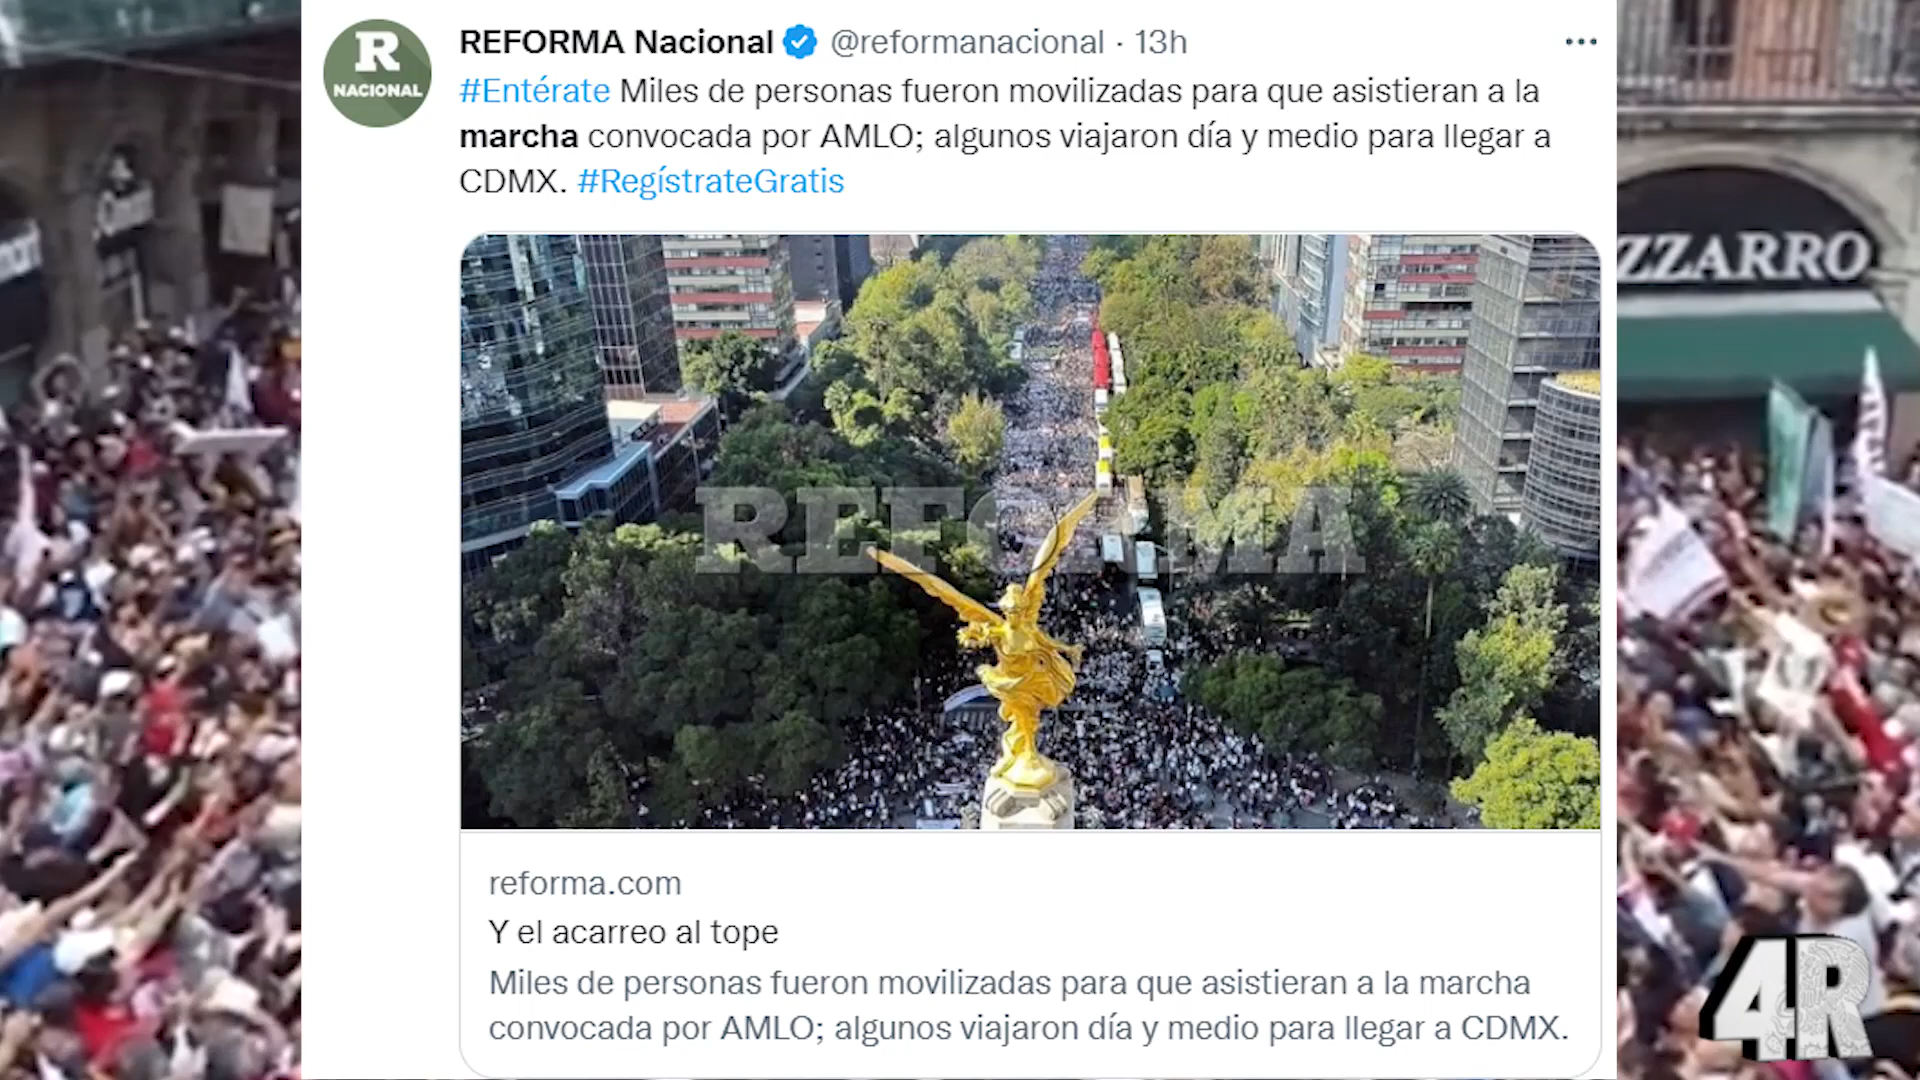 REFORMA Nacional @reformanacional · 13h
R
NACIONAL
#Entérate Miles de personas fueron movilizadas para que asistieran a la
marcha convocada por AMLO; algunos viajaron día y medio para llegar a
CDMX. #RegístrateGratis
ZZARRO
REFORMA
reforma.com
Y el acarreo al tope
Miles de personas fueron movilizadas para que asistieran a la marcha
convocada por AMLO; algunos viajaron día y medio para llegar a CDMX.
4R